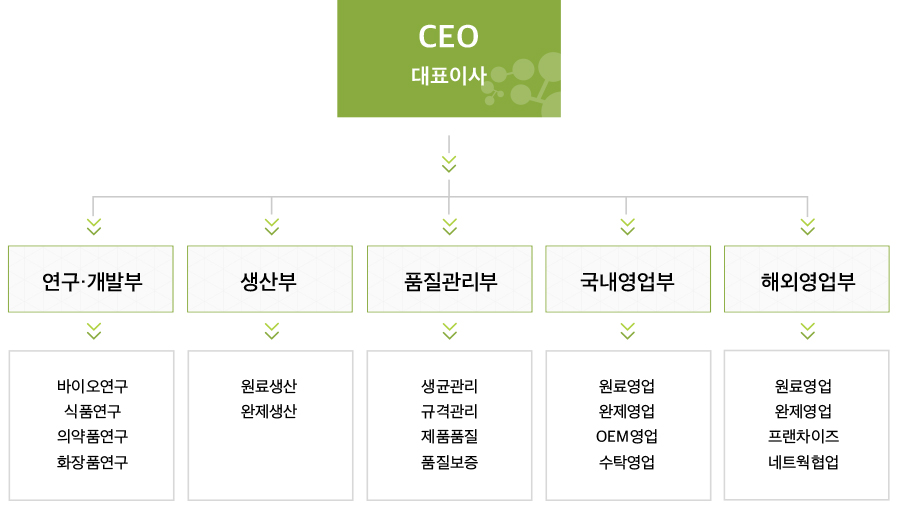 CEO
대표이사
연구·개발부
생산부
품질관리부
국내영업부
해외영업부
바이오연구
식품연구
의약품연구
화장품연구
원료생산
완제생산
생균관리
규격관리
제품품질
품질보증
원료영업
완제영업
OEM영업
수탁영업
원료영업
완제영업
프랜차이즈
네트웍협업